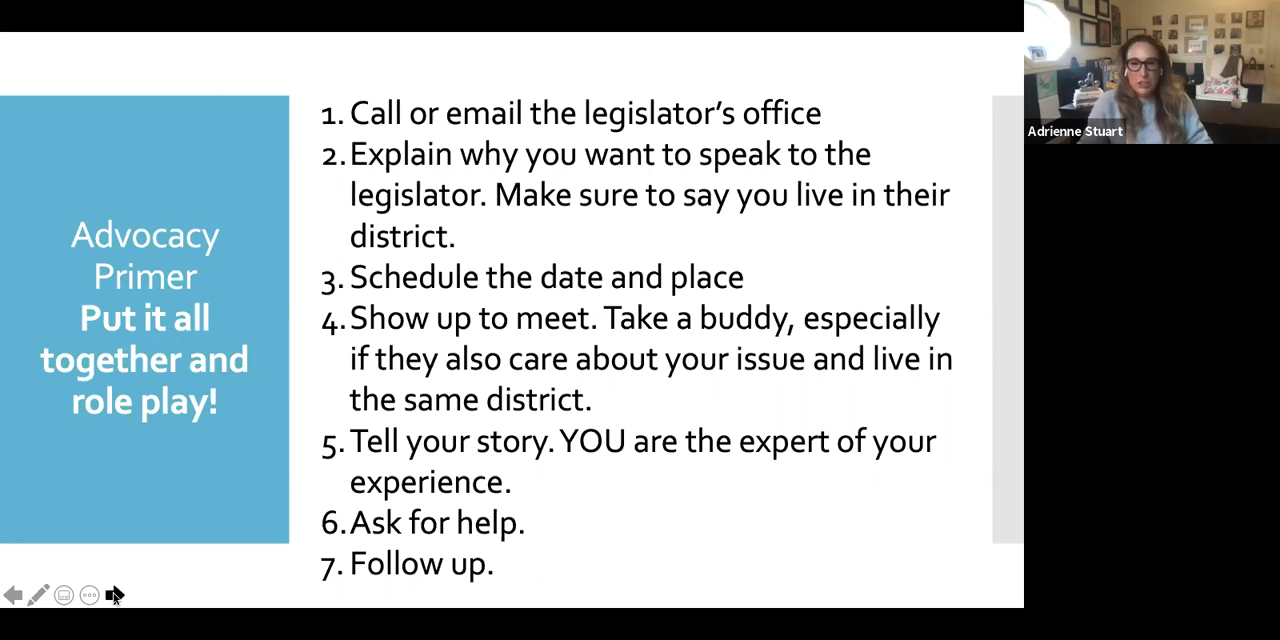 Advocacy
Primer
Put it all
together and
role play!
1. Call or email the legislator’s office
2. Explain why you want to speak to the
legislator. Make sure to say you live in their
district.
3. Schedule the date and place
4. Show up to meet. Take a buddy, especially
if they also care about your issue and live in
the same district.
5. Tell your story. YOU are the expert of your
experience.
6. Ask for help.
7. Follow up.
Adrienne Stuart